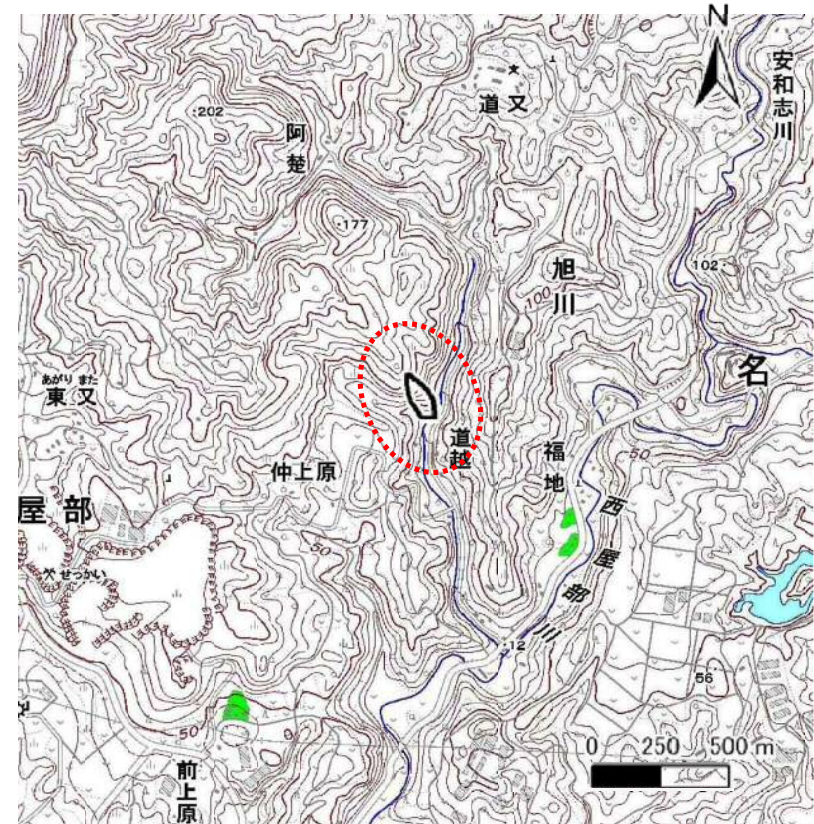 N
安和志川
道又
202
阿楚
177
旭川
102
100
名
あがりまた
東又
道越
福地
仲上原
屋部
50
50
せっかい
西屋部川
12
56
50
前上原
0 250 500 m